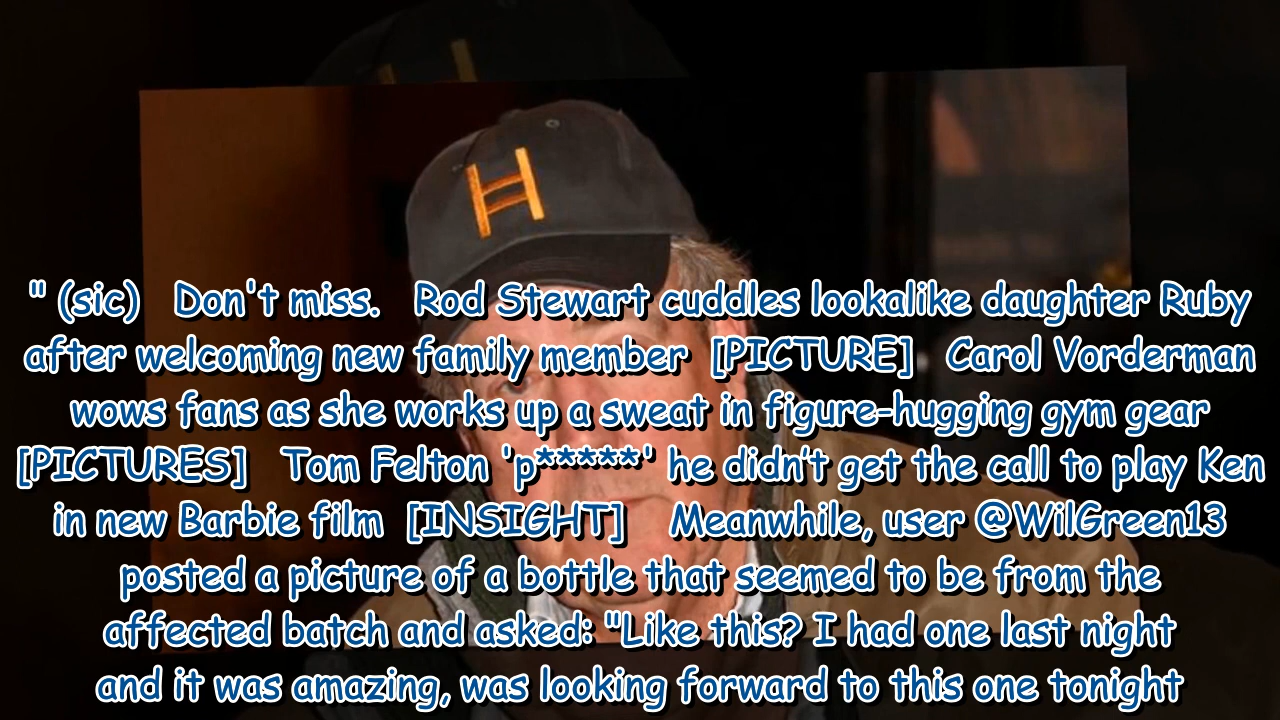 H
" (sic) Don't miss. Rod Stewart cuddles lookalike daughter Ruby
after welcoming new family member [PICTURE] Carol Vorderman
wows fans as she works up a sweat in figure-hugging gym gear
[PICTURES] Tom Felton 'p*****' he didn't get the call to play Ken
in new Barbie film [INSIGHT] Meanwhile, user @WilGreen13
posted a picture of a bottle that seemed to be from the
affected batch and asked: "Like this? I had one last night
and it was amazing, was looking forward to this one tonight